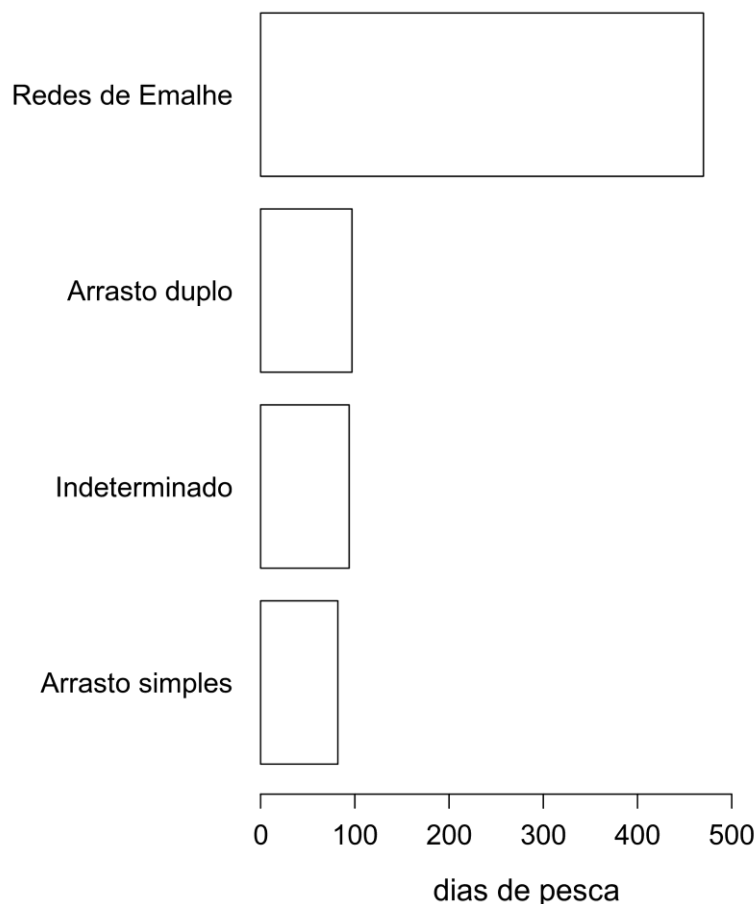 Redes de Emalhe
Arrasto duplo
Indeterminado
Arrasto simples
0 100 200 300 400 500
dias de pesca